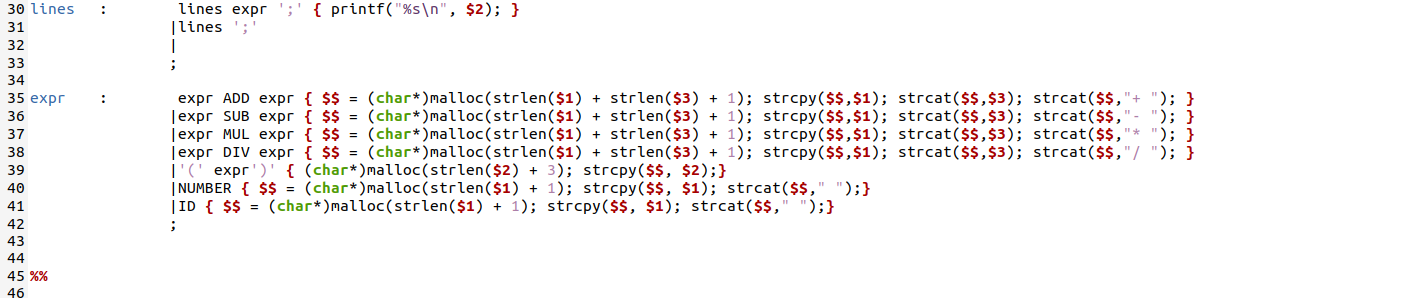 30 lines   :        lines expr ';' { printf("%s\n", $2); }
31                 |lines ';'
32                 |
33                 ;
34
35 expr    :        expr ADD expr { $$ = (char*)malloc(strlen($1) + strlen($3) + 1); strcpy($$,$1); strcat($$,$3); strcat($$,"+ "); }
36                 |expr SUB expr { $$ = (char*)malloc(strlen($1) + strlen($3) + 1); strcpy($$,$1); strcat($$,$3); strcat($$,"- "); }
37                 |expr MUL expr { $$ = (char*)malloc(strlen($1) + strlen($3) + 1); strcpy($$,$1); strcat($$,$3); strcat($$,"* "); }
38                 |expr DIV expr { $$ = (char*)malloc(strlen($1) + strlen($3) + 1); strcpy($$,$1); strcat($$,$3); strcat($$,"/ "); }
39                 |'(' expr')' { (char*)malloc(strlen($2) + 3); strcpy($$, $2);}
40                 |NUMBER { $$ = (char*)malloc(strlen($1) + 1); strcpy($$, $1); strcat($$," ");}
41                 |ID { $$ = (char*)malloc(strlen($1) + 1); strcpy($$, $1); strcat($$," ");}
42                 ;
43
44
45 %%
46